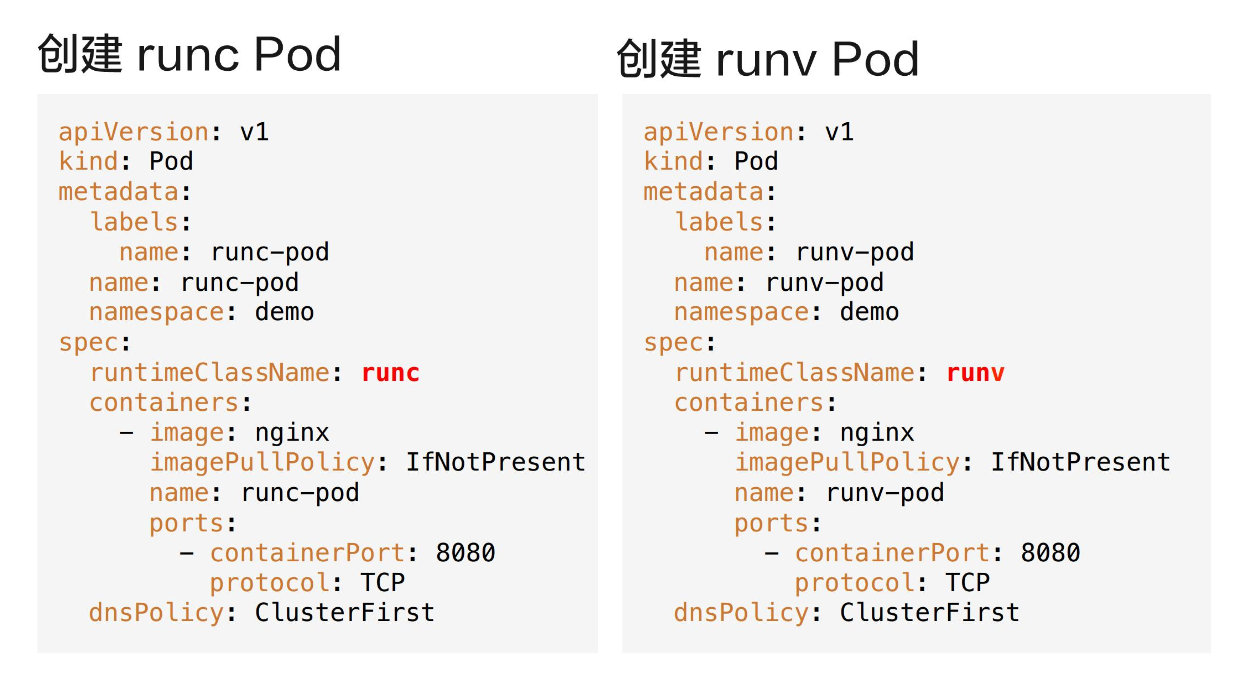 创建 runc Pod
apiVersion: v1
kind: Pod
metadata:
  labels:
    name: runc-pod
  name: runc-pod
  namespace: demo
spec:
  runtimeClassName: runc
  containers:
    - image: nginx
      imagePullPolicy: IfNotPresent
      name: runc-pod
      ports:
        - containerPort: 8080
          protocol: TCP
  dnsPolicy: ClusterFirst
创建 runv Pod
apiVersion: v1
kind: Pod
metadata:
  labels:
    name: runv-pod
  name: runv-pod
  namespace: demo
spec:
  runtimeClassName: runv
  containers:
    - image: nginx
      imagePullPolicy: IfNotPresent
      name: runv-pod
      ports:
        - containerPort: 8080
          protocol: TCP
  dnsPolicy: ClusterFirst